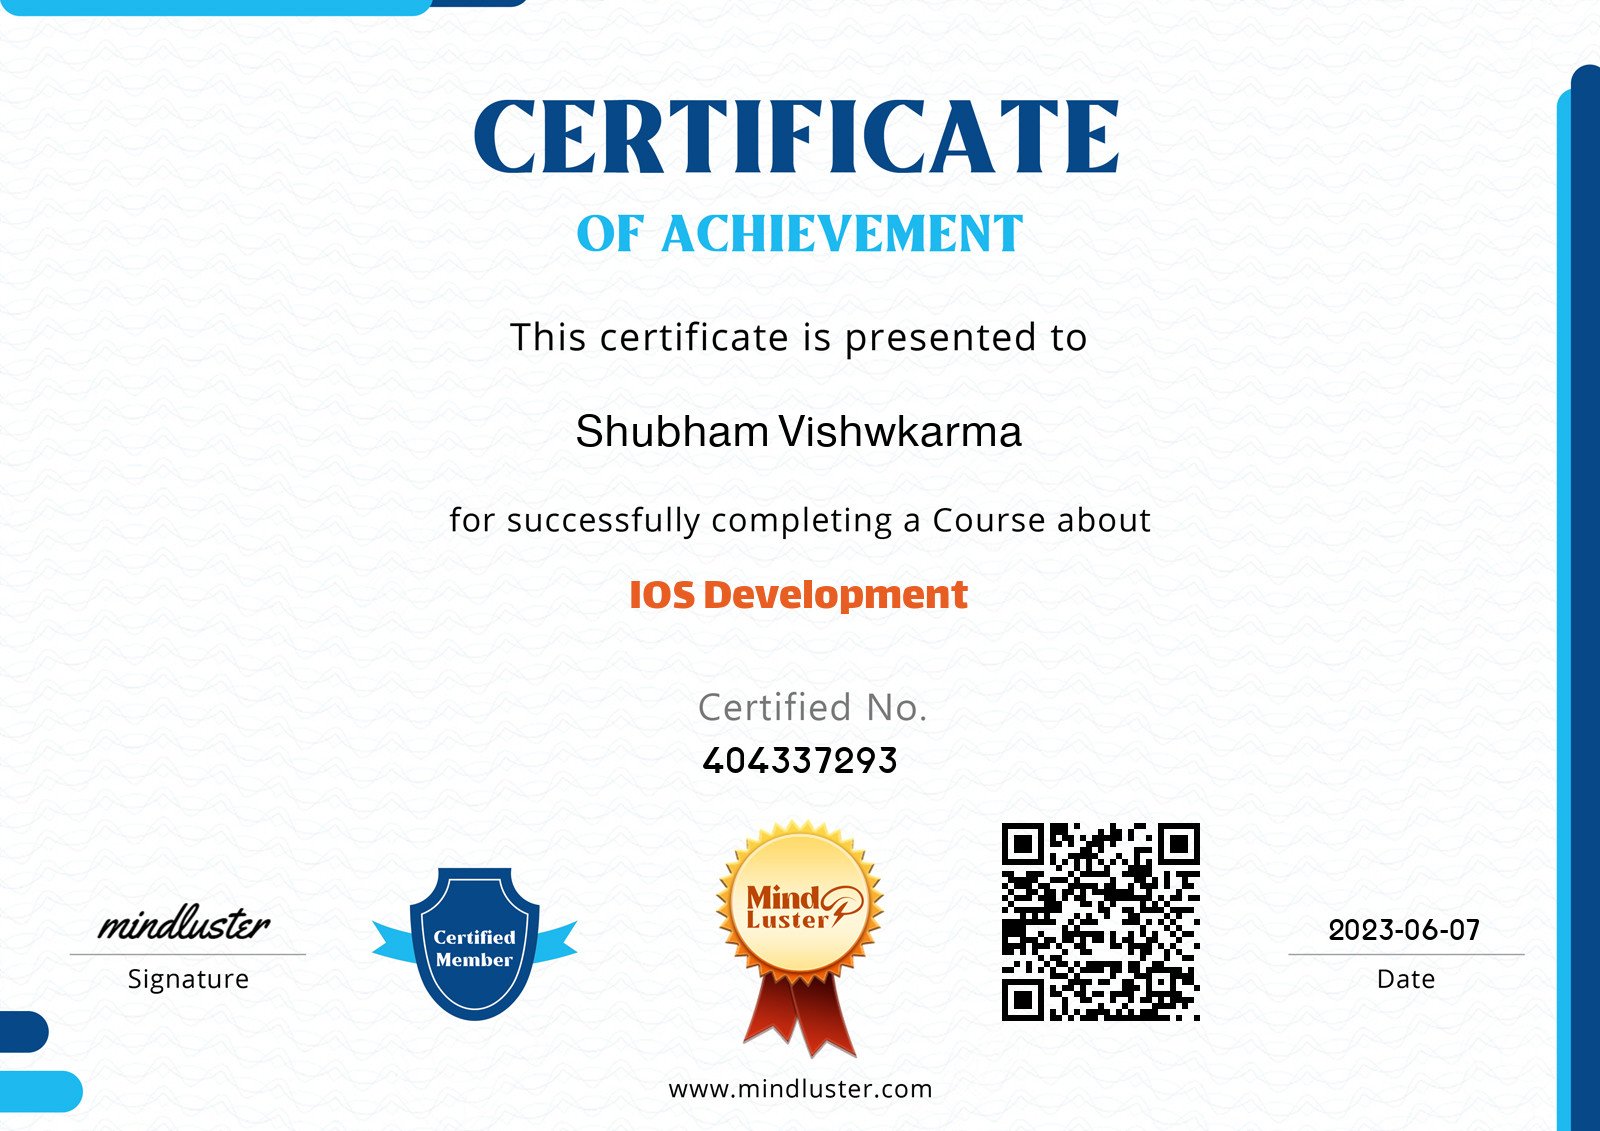 CERTIFICATE
OF ACHIEVEMENT
This certificate is presented to
Shubham Vishwkarma
for successfully completing a Course about
IOS Development
Certified No.
404337293
mindluster
Signature
Certified
Member
Mind
Luster
2023-06-07
Date
www.mindluster.com